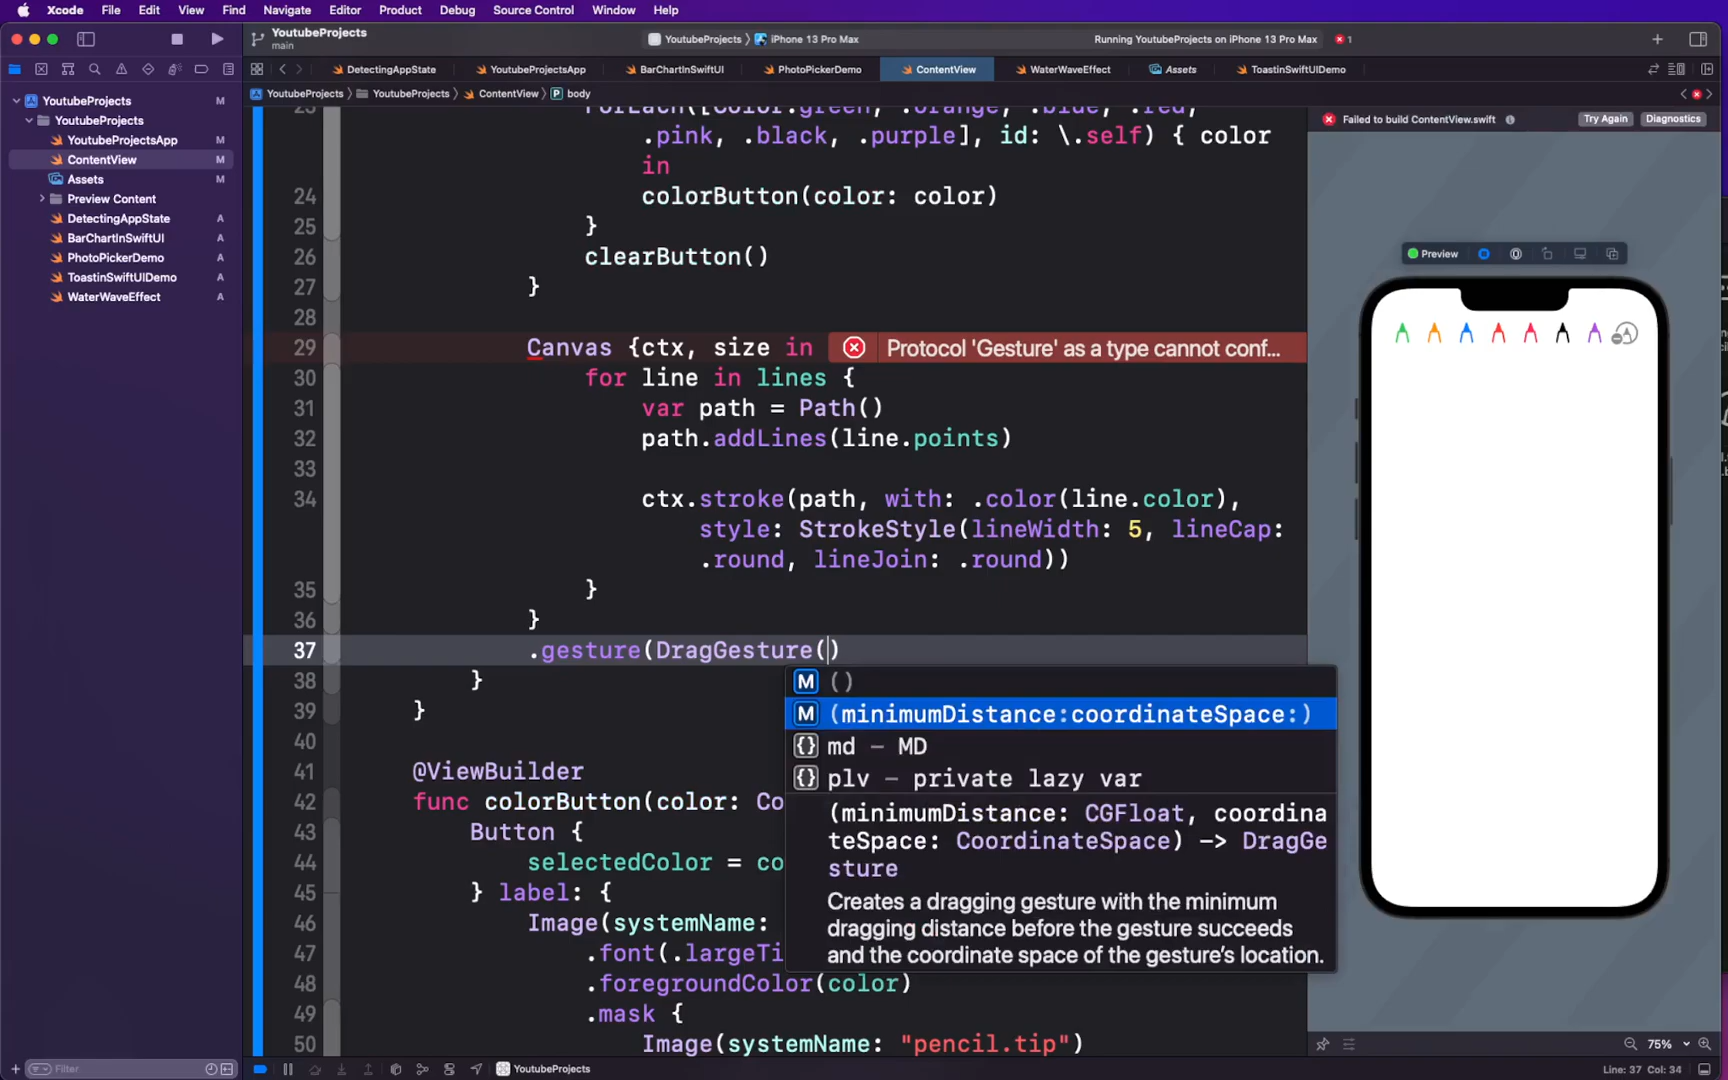 Xcode File Edit View Find Navigate Editor Product Debug Source Control Window Help
YoutubeProjects
main
YoutubeProjects iPhone 13 Pro Max
Running YoutubeProjects on iPhone 13 Pro Max 1
DetectingAppState YoutubeProjectsApp BarChartInSwiftUI PhotoPickerDemo ContentView WaterWaveEffect Assets ToastinSwiftUIDemo
YoutubeProjects YoutubeProjects ContentView P body
YoutubeProjects M
YoutubeProjects
YoutubeProjectsApp M
ContentView M
Assets M
Preview Content
DetectingAppState A
BarChartInSwiftUI A
PhotoPickerDemo A
ToastinSwiftUIDemo A
WaterWaveEffect A
Filter
23 ForEach([Color.green, .orange, .blue, .red,
.pink, .black, .purple], id: \.self) { color
in
24 colorButton(color: color)
25 }
26 clearButton()
27 }
28
29 Canvas {ctx, size in Protocol 'Gesture' as a type cannot conf...
30 for line in lines {
31 var path = Path()
32 path.addLines(line.points)
33
34 ctx.stroke(path, with: .color(line.color),
style: StrokeStyle(lineWidth: 5, lineCap:
.round, lineJoin: .round))
35 }
36 }
37 .gesture(DragGesture()
38 }
39 }
40
41 @ViewBuilder
42 func colorButton(color: Co
43 Button {
44 selectedColor = co
45 } label: {
46 Image(systemName:
47 .font(.largeTi
48 .foregroundColor(color)
49 .mask {
50 Image(systemName: "pencil.tip")
M ()
M (minimumDistance:coordinateSpace:)
{} md – MD
{} plv – private lazy var
(minimumDistance: CGFloat, coordina
teSpace: CoordinateSpace) -> DragGe
sture
Creates a dragging gesture with the minimum
dragging distance before the gesture succeeds
and the coordinate space of the gesture's location.
Failed to build ContentView.swift Try Again Diagnostics
Preview
75%
YoutubeProjects
Line: 37 Col: 34